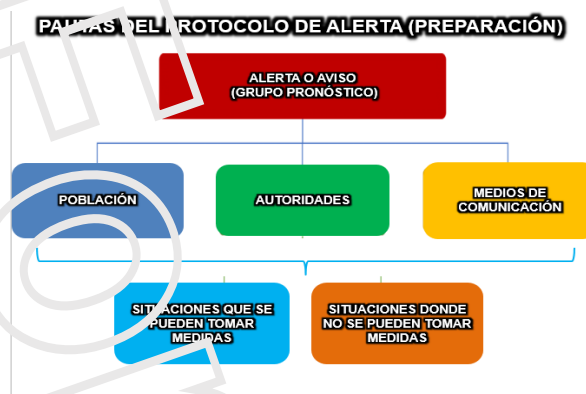 PAUTAS DEL PROTOCOLO DE ALERTA (PREPARACIÓN)
ALERTA O AVISO
(GRUPO PRONÓSTICO)
POBLACIÓN
AUTORIDADES
MEDIOS DE
COMUNICACIÓN
SITUACIONES QUE SE
PUEDEN TOMAR
MEDIDAS
SITUACIONES DONDE
NO SE PUEDEN TOMAR
MEDIDAS